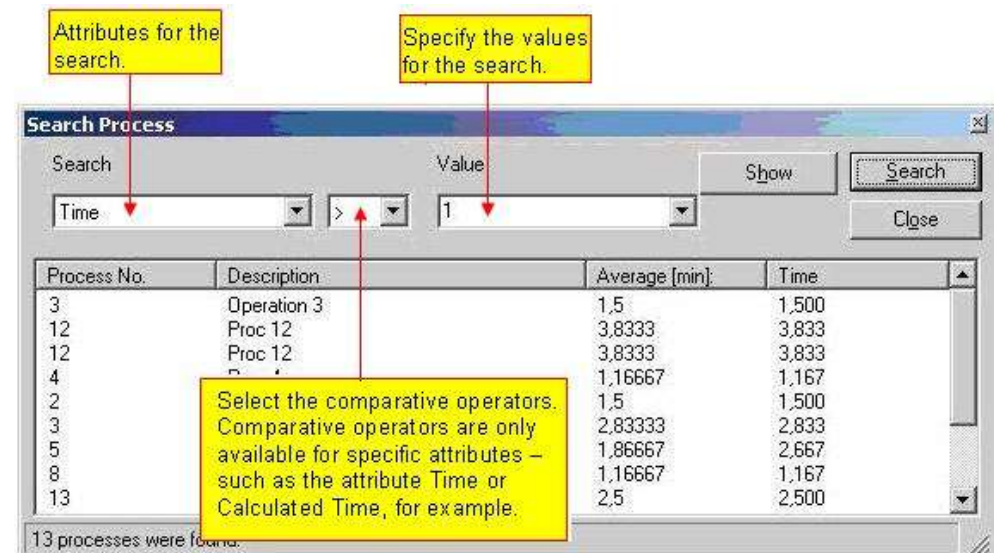 Attributes for the
search.
Specify the values
for the search.
Search Process
Search
Value
Show
Search
Time
>
1
Close
Process No. Description Average [min]: Time
3 Operation 3 1,5 1,500
12 Proc 12 3,8333 3,833
12 Proc 12 3,8333 3,833
4 1,16667 1,167
2 1,5 1,500
3 2,83333 2,833
5 1,86667 2,667
8 1,16667 1,167
13 2,5 2,500
Select the comparative operators.
Comparative operators are only
available for specific attributes –
such as the attribute Time or
Calculated Time, for example.
13 processes were found.